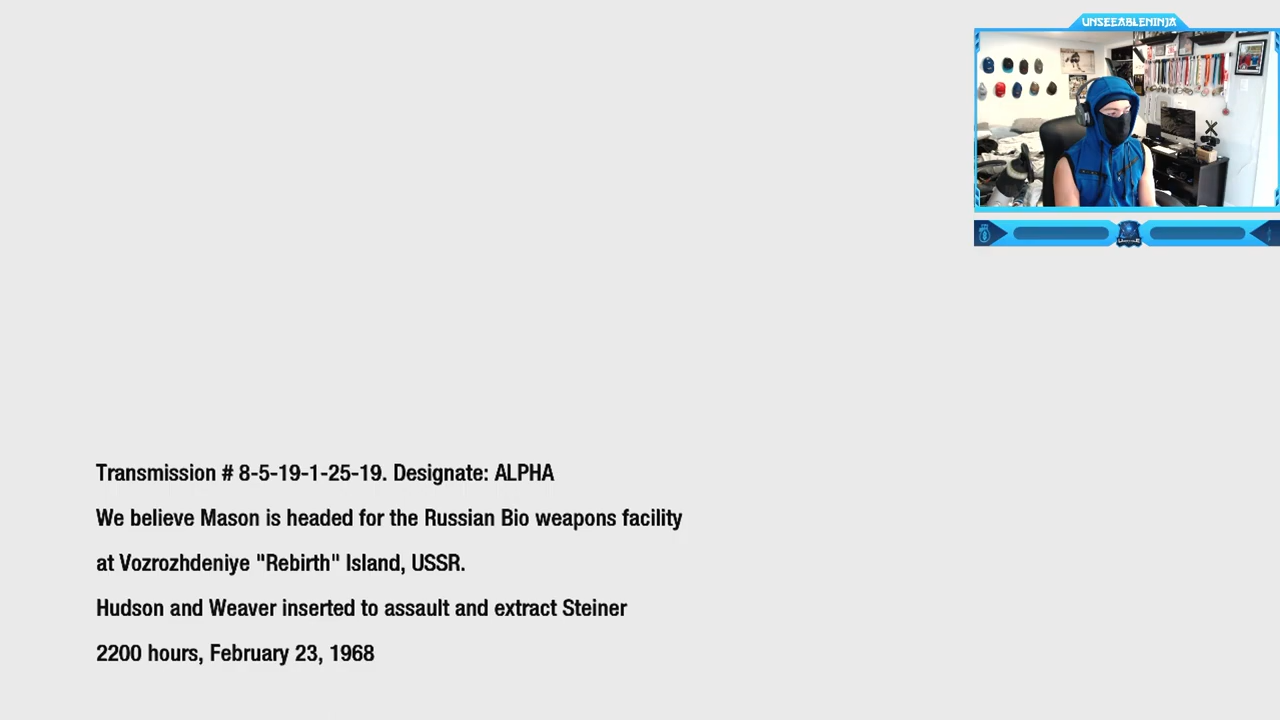 UNSEEABLENINJA
Transmission # 8-5-19-1-25-19. Designate: ALPHA
We believe Mason is headed for the Russian Bio weapons facility
at Vozrozhdeniye "Rebirth" Island, USSR.
Hudson and Weaver inserted to assault and extract Steiner
2200 hours, February 23, 1968